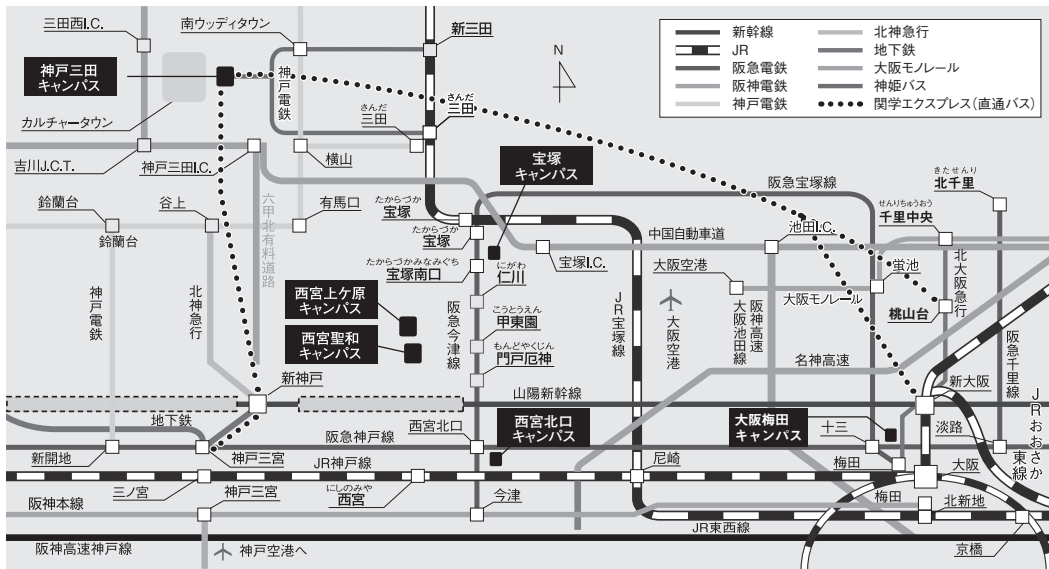 三田西I.C.
南ウッディタウン
新三田
神戸三田
キャンパス
神戸電鉄
カルチャータウン
さんだ
三田
さんだ
三田
N
新幹線
JR
阪急電鉄
阪神電鉄
神戸電鉄
北神急行
地下鉄
大阪モノレール
神姫バス
関学エクスプレス(直通バス)
吉川J.C.T.
神戸三田I.C.
横山
宝塚
キャンパス
阪急宝塚線
きたせんり
北千里
せんりちゅうおう
千里中央
鈴蘭台
鈴蘭台
谷上
六甲北有料道路
有馬口
たからづか
宝塚
たからづか
宝塚
たからづかみなみぐち
宝塚南口
中国自動車道
池田I.C.
宝塚I.C.
大阪空港
蛍池
北大阪急行
にがわ
仁川
神戸電鉄
北神急行
西宮上ケ原
キャンパス
西宮聖和
キャンパス
阪急今津線
こうとうえん
甲東園
もんどやくじん
門戸厄神
JR宝塚線
大阪空港
阪神高速
大阪池田線
大阪モノレール
桃山台
名神高速
阪急千里線
新神戸
山陽新幹線
新大阪
JRおおさか
東線
地下鉄
阪急神戸線
西宮北口
西宮北口
キャンパス
大阪梅田
キャンパス
十三
淡路
新開地
神戸三宮
JR神戸線
尼崎
梅田
大阪
三ノ宮
神戸三宮
にしのみや
西宮
今津
梅田
北新地
阪神本線
JR東西線
京橋
阪神高速神戸線
神戸空港へ